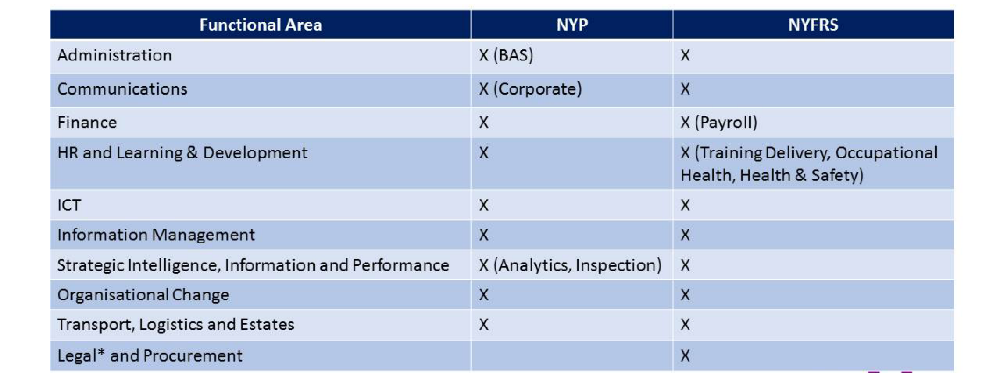 Functional Area NYP NYFRS
Administration X (BAS) X
Communications X (Corporate) X
Finance X X (Payroll)
HR and Learning & Development X X (Training Delivery, Occupational
Health, Health & Safety)
ICT X X
Information Management X X
Strategic Intelligence, Information and Performance X (Analytics, Inspection) X
Organisational Change X X
Transport, Logistics and Estates X X
Legal* and Procurement X